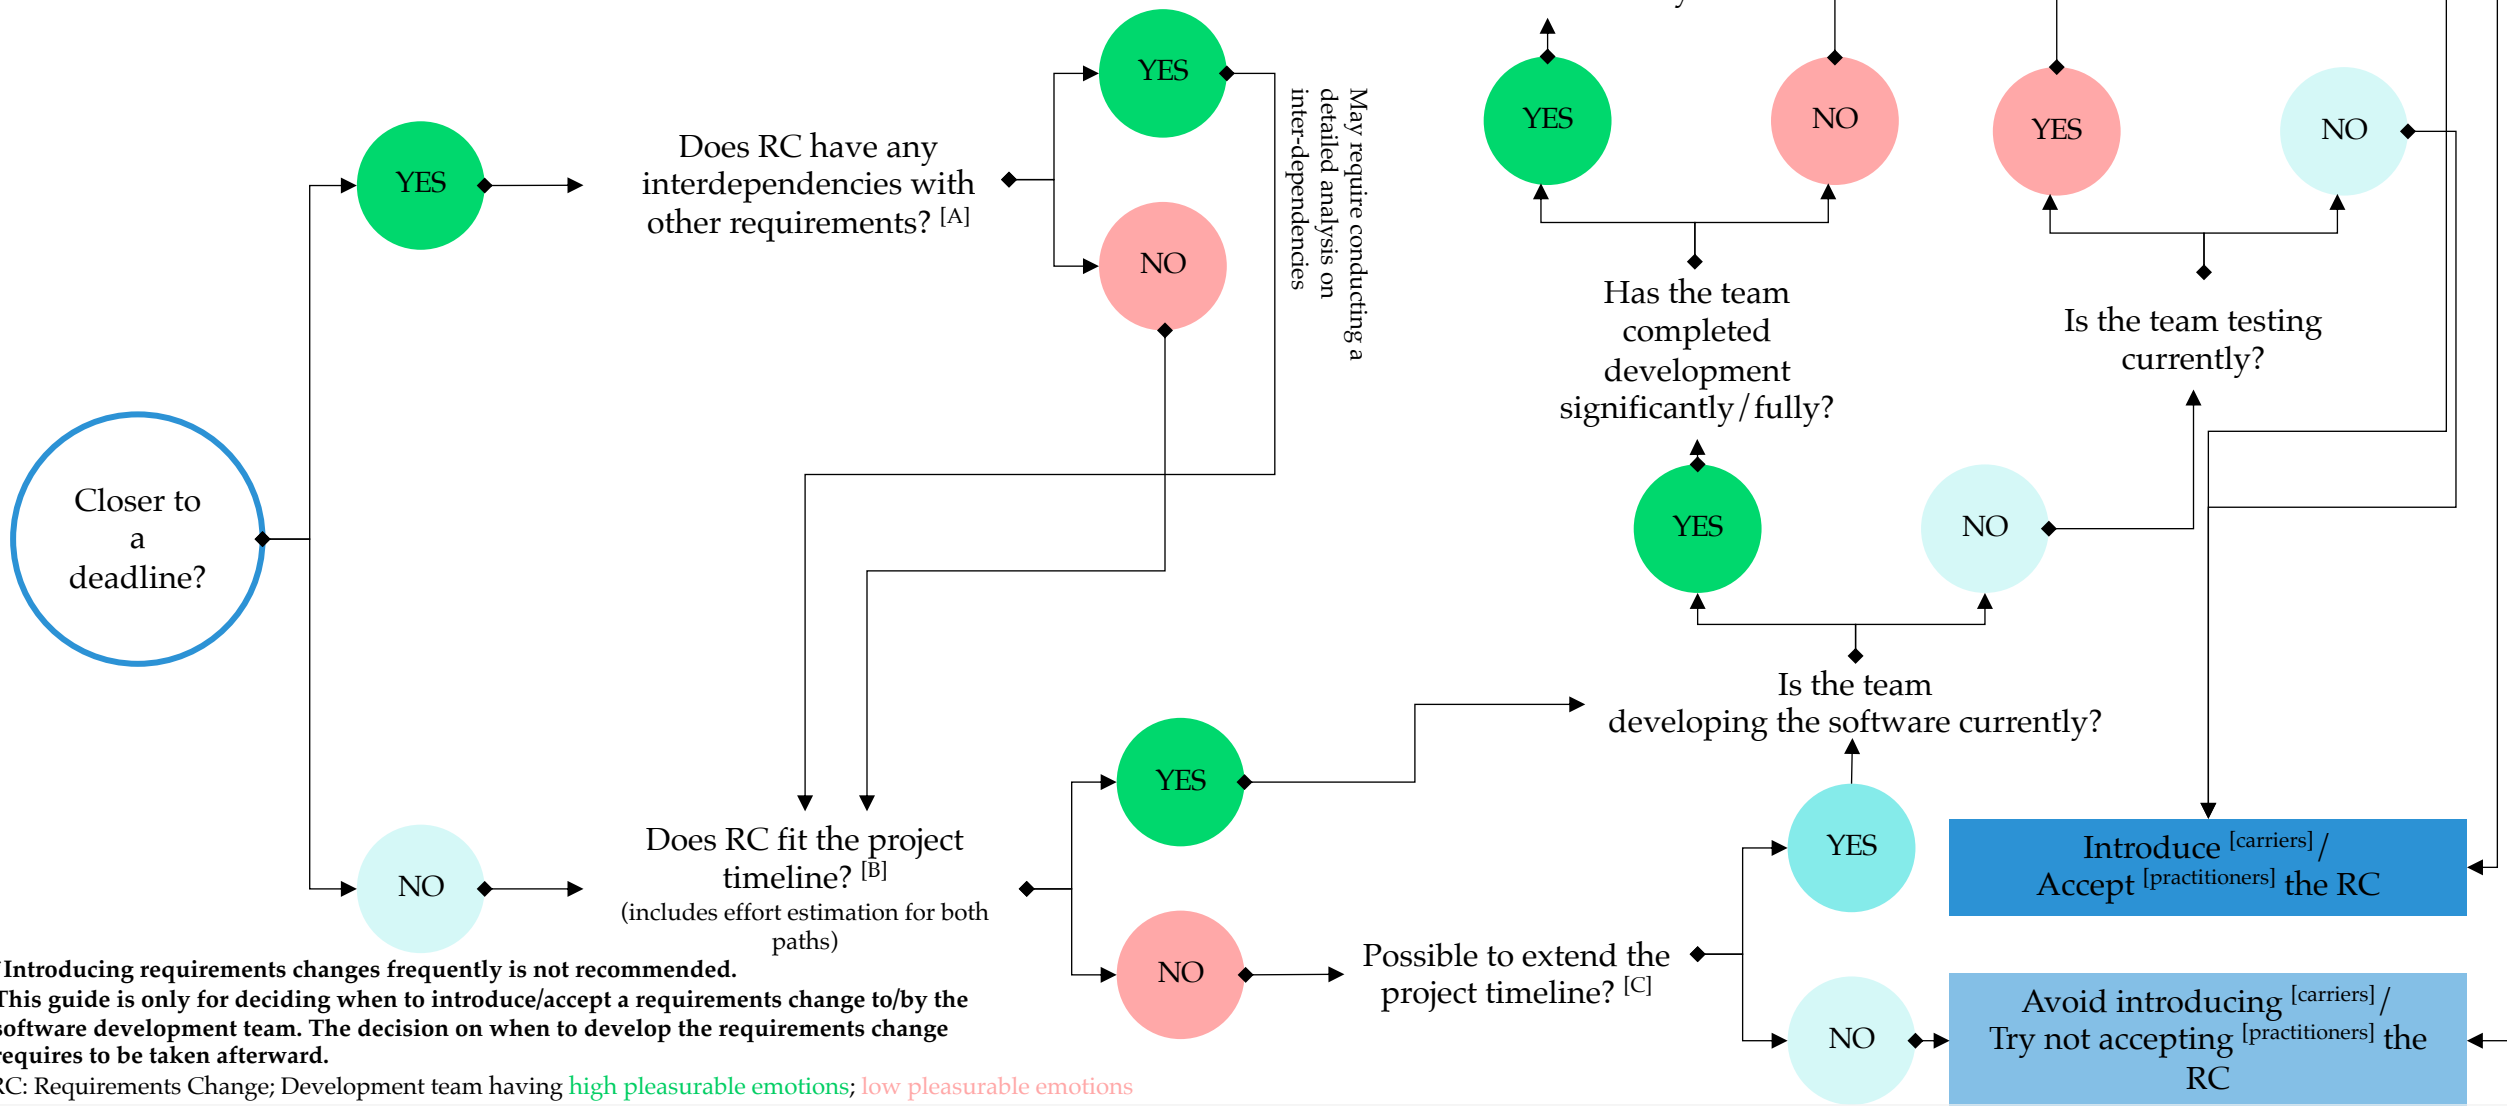 Closer to
a
deadline?
YES
NO
Does RC have any
interdependencies with
other requirements? [A]
YES
NO
May require conducting a
detailed analysis on
inter-dependencies
Does RC fit the project
timeline? [B]
(includes effort estimation for both
paths)
YES
NO
Possible to extend the
project timeline? [C]
YES
NO
Is the team
developing the software currently?
YES
NO
Has the team
completed
development
significantly/fully?
YES
NO
Is the team testing
currently?
YES
NO
Introduce [carriers]/
Accept [practitioners] the RC
Avoid introducing [carriers]/
Try not accepting [practitioners] the
RC
Introducing requirements changes frequently is not recommended.
This guide is only for deciding when to introduce/accept a requirements change to/by the
software development team. The decision on when to develop the requirements change
requires to be taken afterward.
RC: Requirements Change; Development team having high pleasurable emotions; low pleasurable emotions